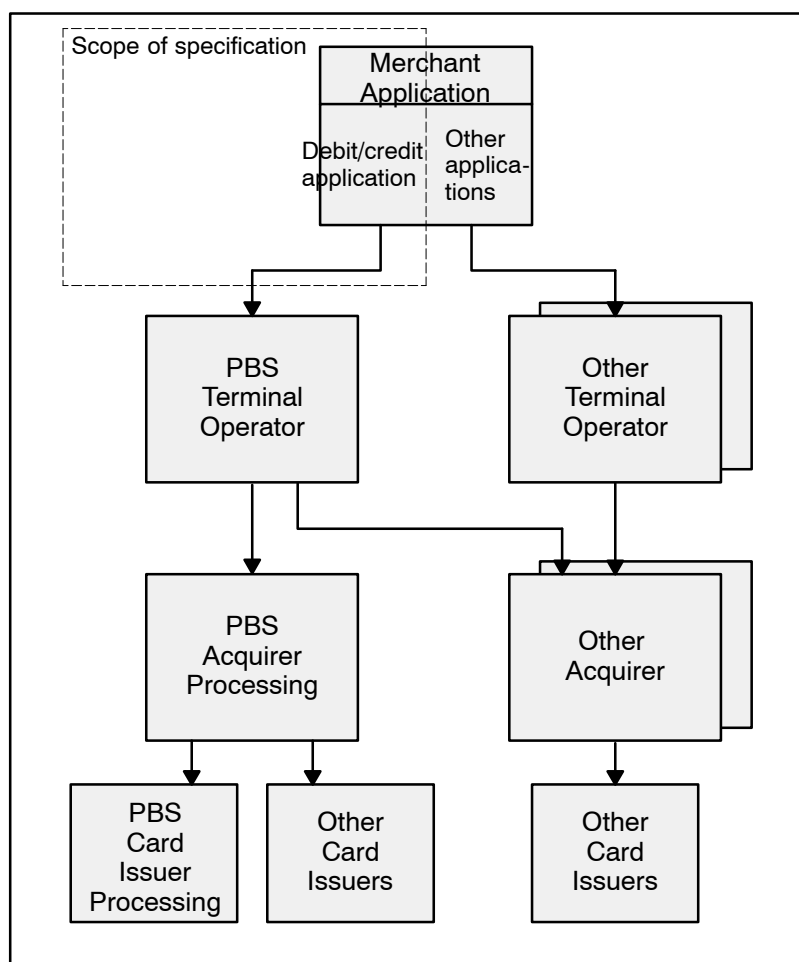 Scope of specification
Merchant
Application
Debit/credit
application
Other
applica-
tions
PBS
Terminal
Operator
Other
Terminal
Operator
PBS
Acquirer
Processing
Other
Acquirer
PBS
Card
Issuer
Processing
Other
Card
Issuers
Other
Card
Issuers